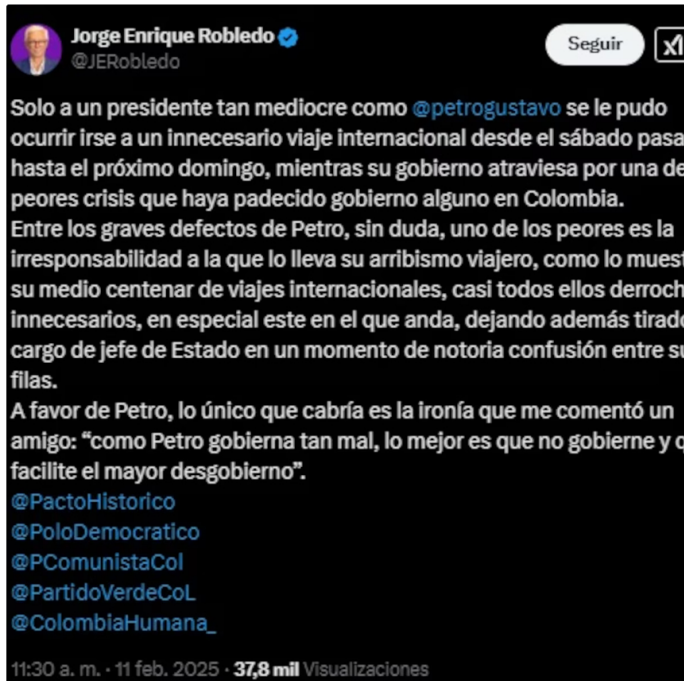 Jorge Enrique Robledo
@JERobledo
Seguir
Solo a un presidente tan mediocre como @petrogustavo se le pudo
ocurrir irse a un innecesario viaje internacional desde el sábado pasa
hasta el próximo domingo, mientras su gobierno atraviesa por una de
peores crisis que haya padecido gobierno alguno en Colombia.
Entre los graves defectos de Petro, sin duda, uno de los peores es la
irresponsabilidad a la que lo lleva su arribismo viajero, como lo mues
su medio centenar de viajes internacionales, casi todos ellos derroch
innecesarios, en especial este en el que anda, dejando además tirad
cargo de jefe de Estado en un momento de notoria confusión entre su
filas.
A favor de Petro, lo único que cabría es la ironía que me comentó un
amigo: “como Petro gobierna tan mal, lo mejor es que no gobierne y q
facilite el mayor desgobierno”.
@PactoHistorico
@PoloDemocratico
@PComunistaCol
@PartidoVerdeCoL
@ColombiaHumana_
11:30 a. m. · 11 feb. 2025 · 37,8 mil Visualizaciones